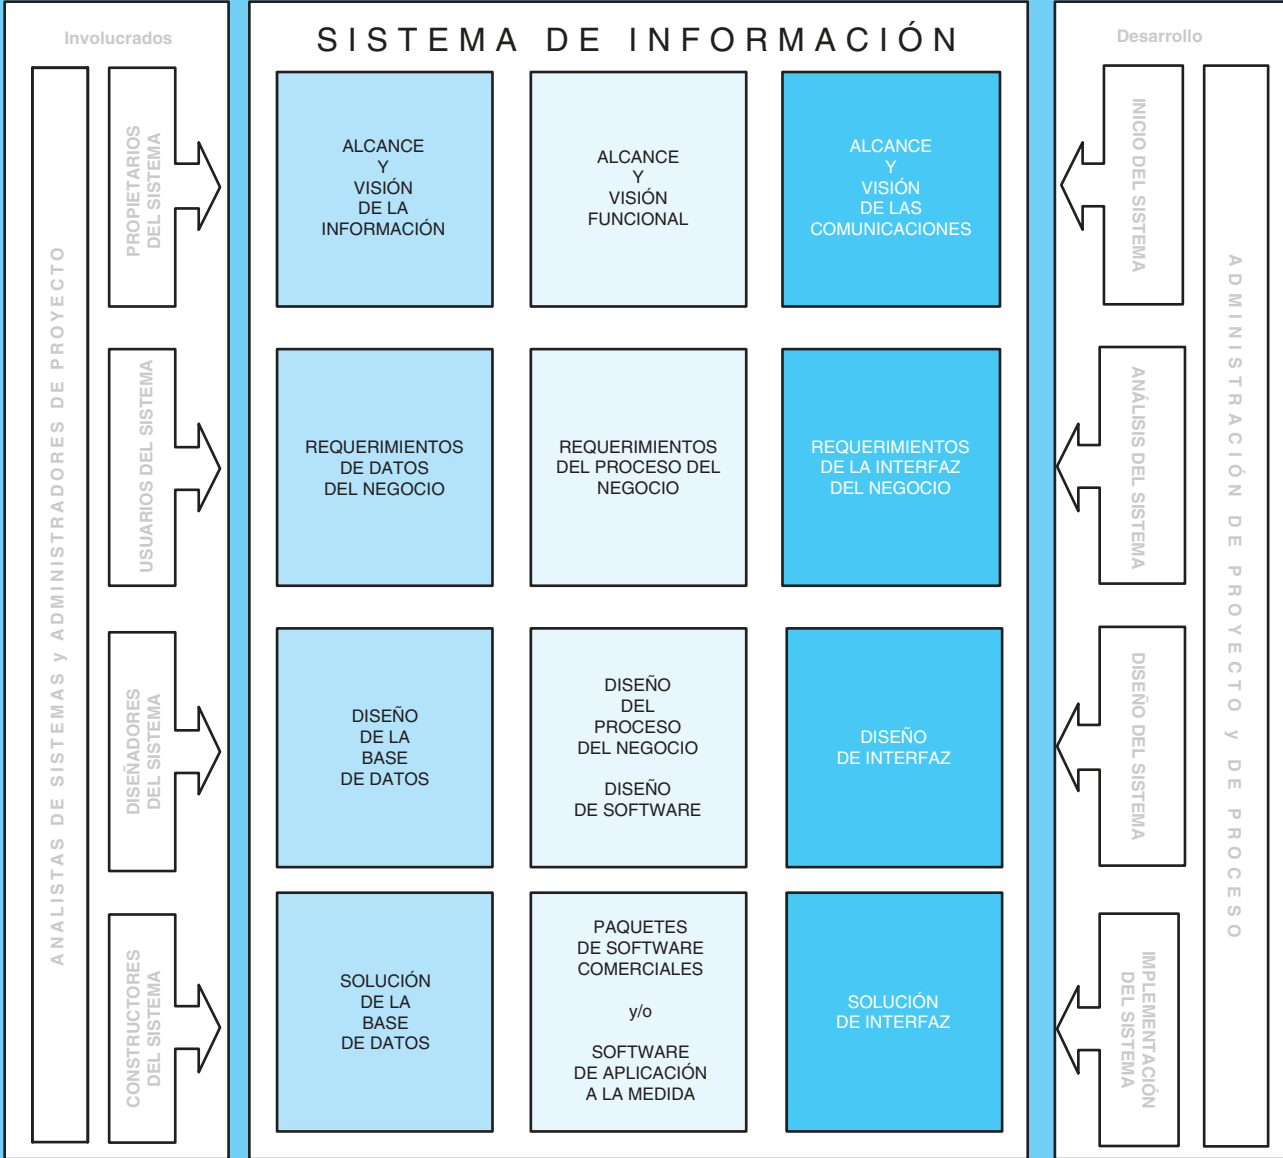 Involucrados
ANALISTAS DE SISTEMAS y ADMINISTRADORES DE PROYECTO
PROPIETARIOS
DEL SISTEMA
USUARIOS DEL SISTEMA
DISEÑADORES
DEL SISTEMA
CONSTRUCTORES
DEL SISTEMA
SISTEMA DE INFORMACIÓN
ALCANCE
Y
VISIÓN
DE LA
INFORMACIÓN
ALCANCE
Y
VISIÓN
FUNCIONAL
ALCANCE
Y
VISIÓN
DE LAS
COMUNICACIONES
REQUERIMIENTOS
DE DATOS
DEL NEGOCIO
REQUERIMIENTOS
DEL PROCESO DEL
NEGOCIO
REQUERIMIENTOS
DE LA INTERFAZ
DEL NEGOCIO
DISEÑO
DE LA
BASE
DE DATOS
DISEÑO
DEL
PROCESO
DEL NEGOCIO
DISEÑO
DE SOFTWARE
DISEÑO
DE INTERFAZ
SOLUCIÓN
DE LA
BASE
DE DATOS
PAQUETES
DE SOFTWARE
COMERCIALES
y/o
SOFTWARE
DE APLICACIÓN
A LA MEDIDA
SOLUCIÓN
DE INTERFAZ
Desarrollo
INICIO DEL SISTEMA
ANÁLISIS DEL SISTEMA
DISEÑO DEL SISTEMA
IMPLEMENTACIÓN
DEL SISTEMA
ADMINISTRACIÓN DE PROYECTO y DE PROCESO